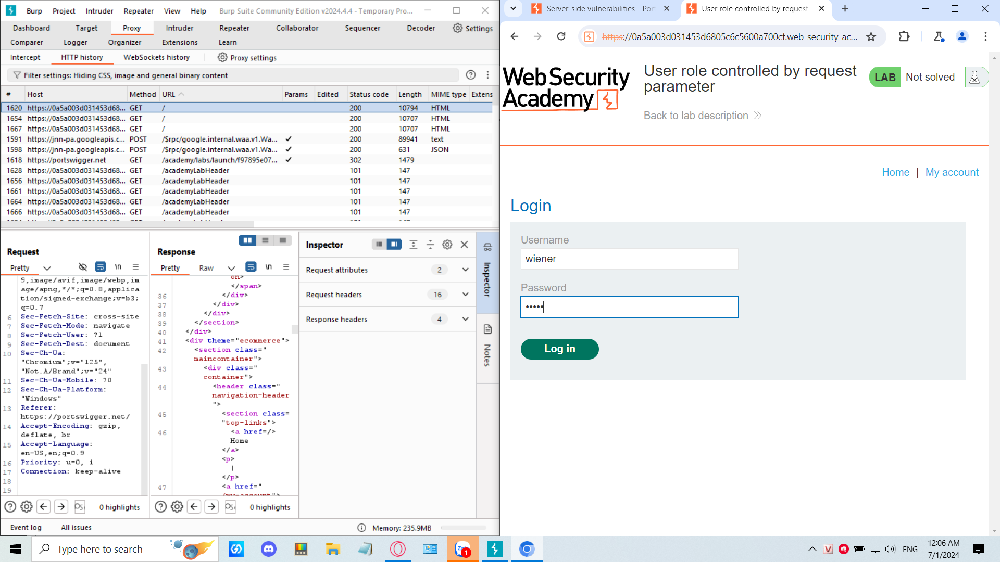 Burp Project Intruder Repeater View Help Burp Suite Community Edition v2024.4.4 - Temporary Pro...
Dashboard Target Proxy Intruder Repeater Collaborator Sequencer Decoder Settings
Comparer Logger Organizer Extensions Learn
Intercept HTTP history WebSockets history Proxy settings
Filter settings: Hiding CSS, image and general binary content
# Host Method URL Params Edited Status code Length MIME type Extens
1620 https://0a5a003d031453d68... GET / 200 10794 HTML
1654 https://0a5a003d031453d68... GET / 200 10707 HTML
1667 https://0a5a003d031453d68... GET / 200 10707 HTML
1591 https://jnn-pa.googleapis.c... POST /$rpc/google.internal.waa.v1.Wa... ✓ 200 89941 text
1598 https://jnn-pa.googleapis.c... POST /$rpc/google.internal.waa.v1.Wa... ✓ 200 631 JSON
1618 https://portswigger.net GET /academy/labs/launch/f97895e07... ✓ 302 1479
1628 https://0a5a003d031453d68... GET /academyLabHeader 101 147
1656 https://0a5a003d031453d68... GET /academyLabHeader 101 147
1661 https://0a5a003d031453d68... GET /academyLabHeader 101 147
1664 https://0a5a003d031453d68... GET /academyLabHeader 101 147
1666 https://0a5a003d031453d68... GET /academyLabHeader 101 147
Request
Pretty \n
9,image/avif,image/webp,im
age/apng,*/*;q=0.8,applica
tion/signed-exchange;v=b3;
q=0.7
6 Sec-Fetch-Site: cross-site
7 Sec-Fetch-Mode: navigate
8 Sec-Fetch-User: ?1
9 Sec-Fetch-Dest: document
10 Sec-Ch-Ua:
"Chromium";v="125",
"Not.A/Brand";v="24"
11 Sec-Ch-Ua-Mobile: ?0
12 Sec-Ch-Ua-Platform:
"Windows"
13 Referer:
https://portswigger.net/
14 Accept-Encoding: gzip,
deflate, br
15 Accept-Language:
en-US,en;q=0.9
16 Priority: u=0, i
17 Connection: keep-alive
18
19
0 highlights
Response
Pretty Raw \n
on>
</span>
36 </div>
37 </div>
38 </div>
39 </section>
40 </div>
41 <div theme="ecommerce">
42 <section class="
maincontainer">
43 <div class="
container">
44 <header class="
navigation-header
">
45 <section class=
"top-links">
46 <a href=/>
Home
</a>
<p>
|
</p>
47 <a href="
/my-account">
0 highlights
Inspector
Request attributes 2
Request headers 16
Response headers 4
Inspector
Notes
Event log All issues Memory: 235.9MB
Server-side vulnerabilities - Por
User role controlled by request
https://0a5a003d031453d6805c6c5600a700cf.web-security-ac...
Web Security
Academy
User role controlled by request
parameter
Back to lab description
LAB Not solved
Home | My account
Login
Username
wiener
Password
•••••
Log in
Type here to search
1
ENG
12:06 AM
7/1/2024